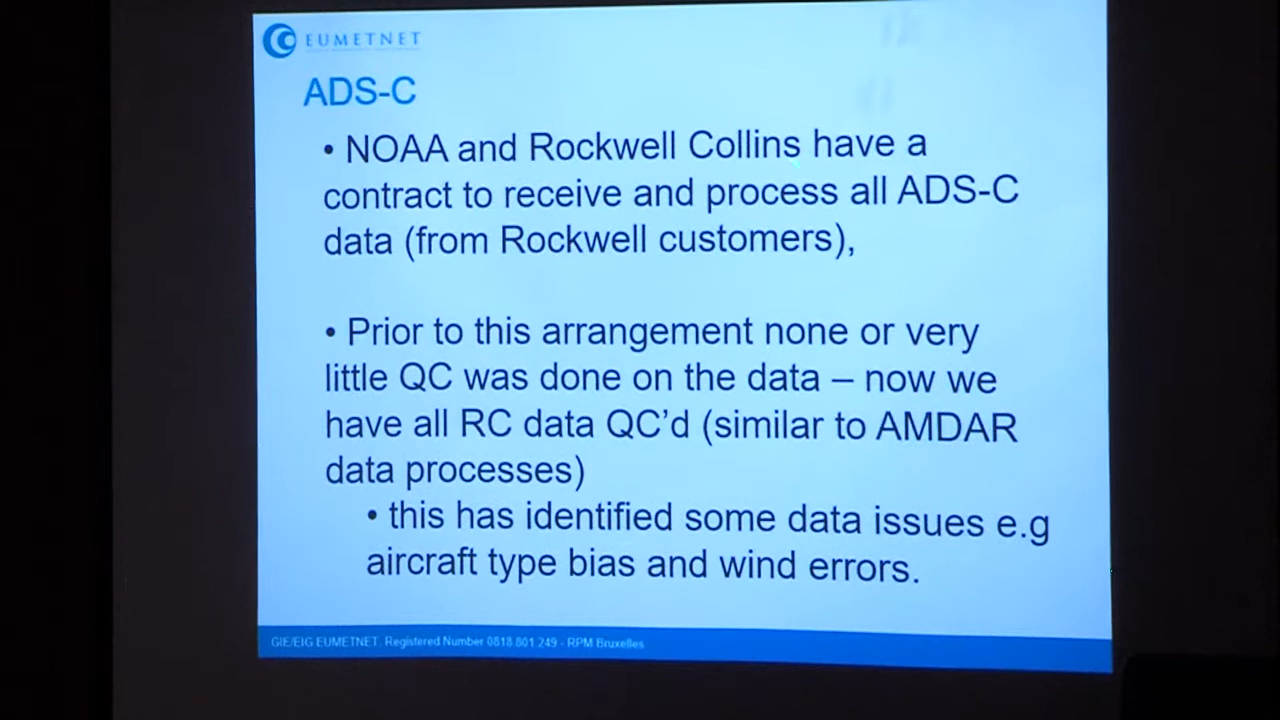 EUMETNET
ADS-C
• NOAA and Rockwell Collins have a
contract to receive and process all ADS-C
data (from Rockwell customers),
• Prior to this arrangement none or very
little QC was done on the data – now we
have all RC data QC’d (similar to AMDAR
data processes)
• this has identified some data issues e.g
aircraft type bias and wind errors.
GIE/EIG EUMETNET, Registered Number 0818.801.249 - RPM Bruxelles